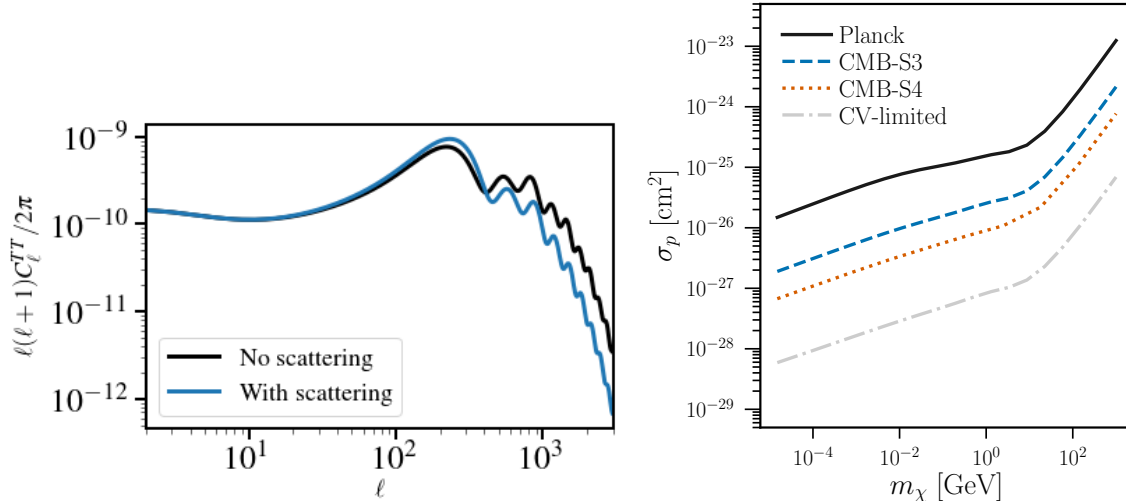 ℓ(ℓ+1)C_ℓ^{TT}/2π
10^{-9}
10^{-10}
10^{-11}
10^{-12}
No scattering
With scattering
10^1
10^2
10^3
ℓ
σ_p [cm^2]
10^{-23}
10^{-24}
10^{-25}
10^{-26}
10^{-27}
10^{-28}
10^{-29}
Planck
CMB-S3
CMB-S4
CV-limited
10^{-4}
10^{-2}
10^0
10^2
m_χ [GeV]